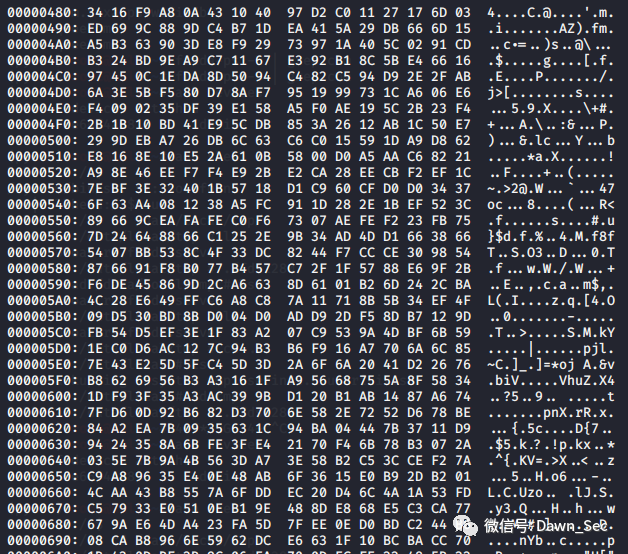 00000480: 34 16 F9 A8 0A 43 10 40 97 D2 C0 11 27 17 6D 03 4....C.@....'.m.
00000490: ED 69 9C 88 9D C4 B7 1D EA 41 5A 29 DB 66 6D 15 .i.......AZ).fm.
000004A0: A5 B3 63 90 3D E8 F9 29 73 97 1A 40 5C 02 91 CD ..c.=..)s..@\...
000004B0: B3 24 BD 9E A9 C7 11 67 E3 92 B1 8C 5B E4 66 16 .$.....g....[.f.
000004C0: 97 45 0C 1E DA 8D 50 94 C4 82 C5 94 D9 2E 2F AB .E....P......./.
000004D0: 6A 3E 5B F5 80 D7 8A F7 95 19 99 73 1C A6 06 E6 j>[........s....
000004E0: F4 09 02 35 DF 39 E1 58 A5 F0 AE 19 5C 2B 23 F4 ...5.9.X....\+#.
000004F0: 2B 1B 10 BD 41 E9 5C DB 85 3A 26 12 AB 1C 50 E7 +...A.\..:&...P.
00000500: 29 9D EB A7 26 DB 6C 63 C6 C0 15 59 1D A9 D8 62 )...&.lc...Y...b
00000510: E8 16 8E 10 E5 2A 61 0B 58 00 D0 A5 AA C6 82 21 .....*a.X......!
00000520: A9 8E 46 EE F7 F4 E9 2B E2 CA 28 EE CB F2 EF 1C ..F....+..(.....
00000530: 7E BF 3E 32 40 1B 57 18 D1 C9 60 CF D0 D0 34 37 ~.>2@.W...`...47
00000540: 6F 63 A4 08 12 38 A5 FC 91 1D 28 2E 1B EF 52 3C oc...8....(...R<
00000550: 89 66 9C EA FA FE C0 F6 73 07 AE FE F2 23 FB 75 .f......s....#.u
00000560: 7D 24 64 88 66 C1 25 2E 9B 34 AD 4D D1 66 38 66 }$d.f.%..4.M.f8f
00000570: 54 07 BB 53 8C 4F 33 DC 82 44 F7 CC CE 30 98 54 T..S.O3..D...0.T
00000580: 87 66 91 F8 B0 77 B4 57 C7 2F 1F 57 88 E6 9F 2B .f...w.W./.W...+
00000590: F6 DE 45 86 9D 2C A6 63 8D 61 01 B2 6D 24 2C BA ..E..,.c.a..m$,.
000005A0: 4C 28 E6 49 FF C6 A8 C8 7A 11 71 8B 5B 34 EF 4F L(.I....z.q.[4.O
000005B0: 09 D5 30 BD 8B D0 04 D0 AD D9 2D F5 8D B7 12 9D ..0.......-.....
000005C0: FB 54 D5 EF 3E 1F 83 A2 07 C9 53 9A 4D BF 6B 59 .T..>.....S.M.kY
000005D0: 1E C0 D6 AC 12 7C 94 B3 B6 F9 16 A7 70 6A 6C 85 .....|......pjl.
000005E0: 7E 43 E2 5D 5F C4 5D 3D 2A 6F 6A 20 41 D2 26 76 ~C.]_.]=*oj A.&v
000005F0: B8 62 69 56 B3 A3 16 1F A9 56 68 75 5A 8F 58 34 .biV.....VhuZ.X4
00000600: 1D F9 3F 35 A3 AC 39 9B D1 20 B1 AB 14 87 A6 74 ..?5..9.. .....t
00000610: 7F D6 0D 92 B6 82 D3 70 6E 58 2E 72 52 D6 78 BE .......pnX.rR.x.
00000620: 84 A2 EA 7B 09 35 63 1C 94 BA 04 44 7B 37 11 D9 ...{.5c....D{7..
00000630: 94 24 35 8A 6B FE 3F E4 21 70 F4 6B 78 B3 07 2A .$5.k.?.!p.kx..*
00000640: 03 5E 7B 9A 4B 56 3D A7 3E 58 B2 C5 3C CE F2 7A .^{.KV=.>X..<..z
00000650: C9 A8 96 35 E4 0E 48 AB 6F 36 15 E0 B9 2D B2 01 ...5..H.o6...-..
00000660: 4C AA 43 B8 55 7A 6F DD EC 20 D4 6C 4A 1A 53 FD L.C.Uzo.. .lJ.S.
00000670: C5 79 33 E0 51 0E B1 9E 48 8D E8 68 E5 C3 CA 77 .y3.Q...H..h...w
00000680: 67 9A E6 4D A4 23 FA 5D 7F EE 0E D0 BD C2 44
00000690: 08 CA B8 96 6E 59 62 DC E6 63 1F 10 BC BA CC 70 ....nYb..c.....p
微信号: Dawn_Sec